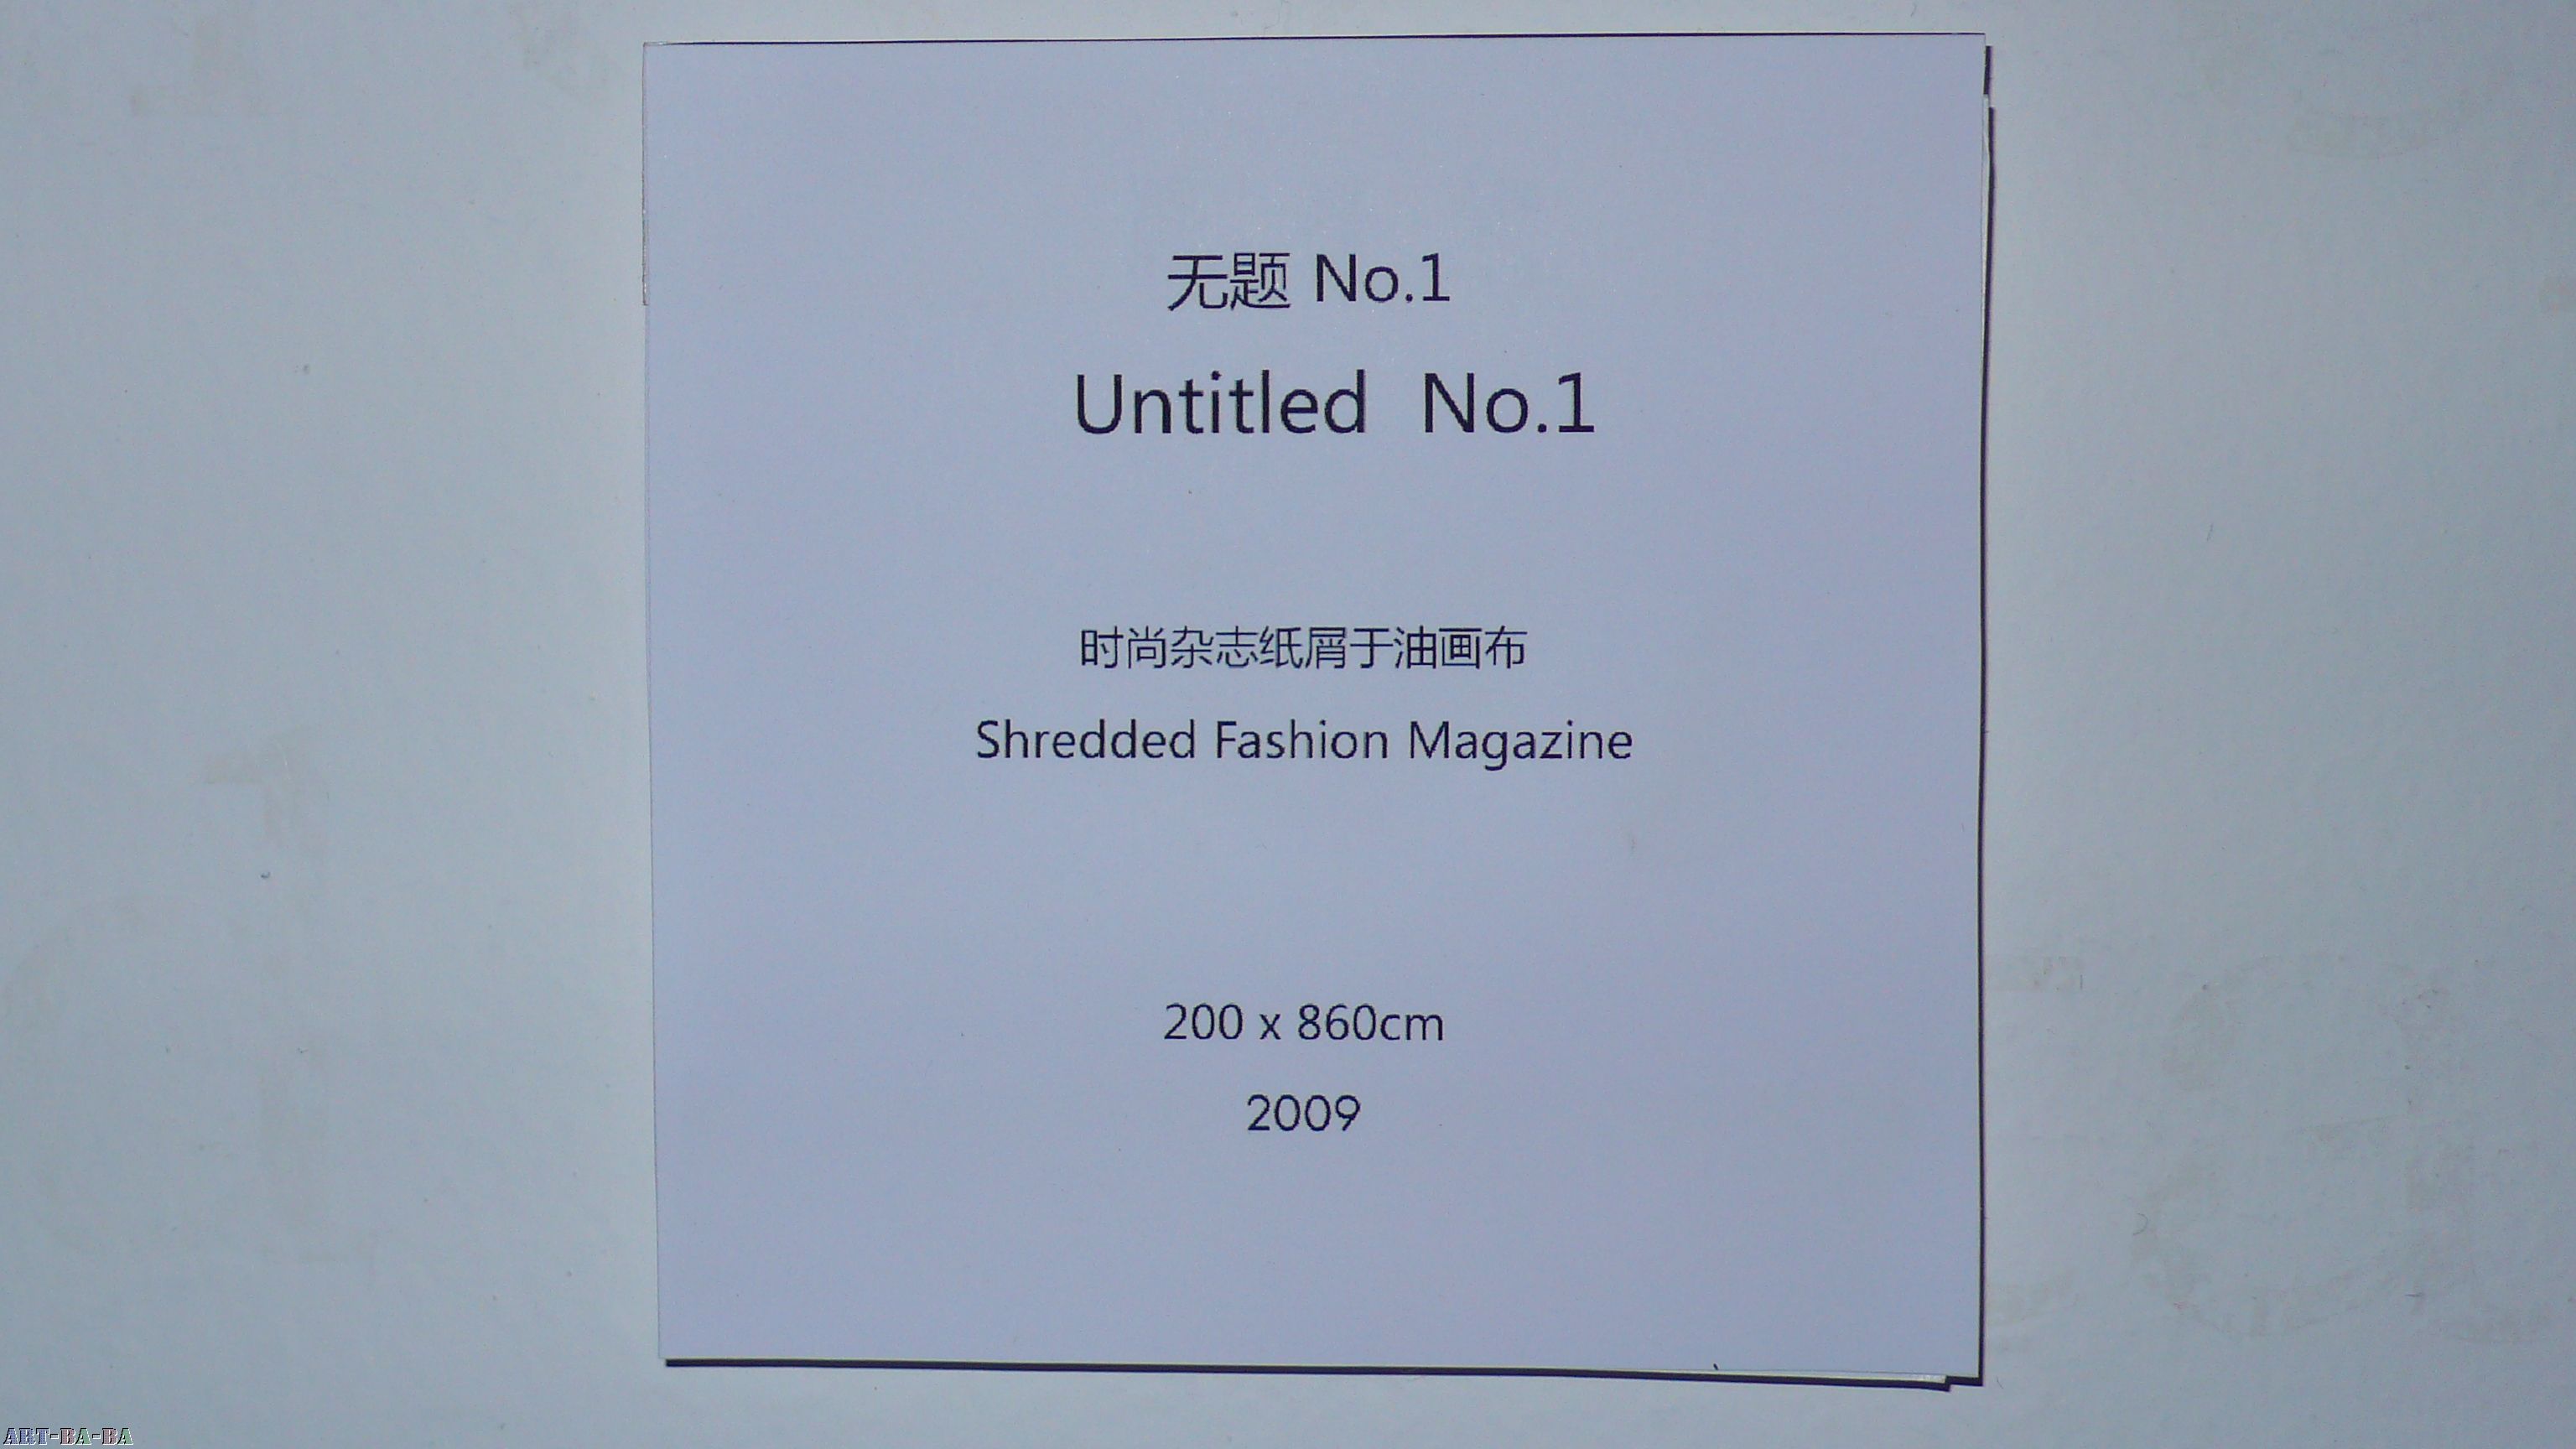 无题 No.1
Untitled No.1
时尚杂志纸屑于油画布
Shredded Fashion Magazine
200 x 860cm
2009
ART-BA-BA